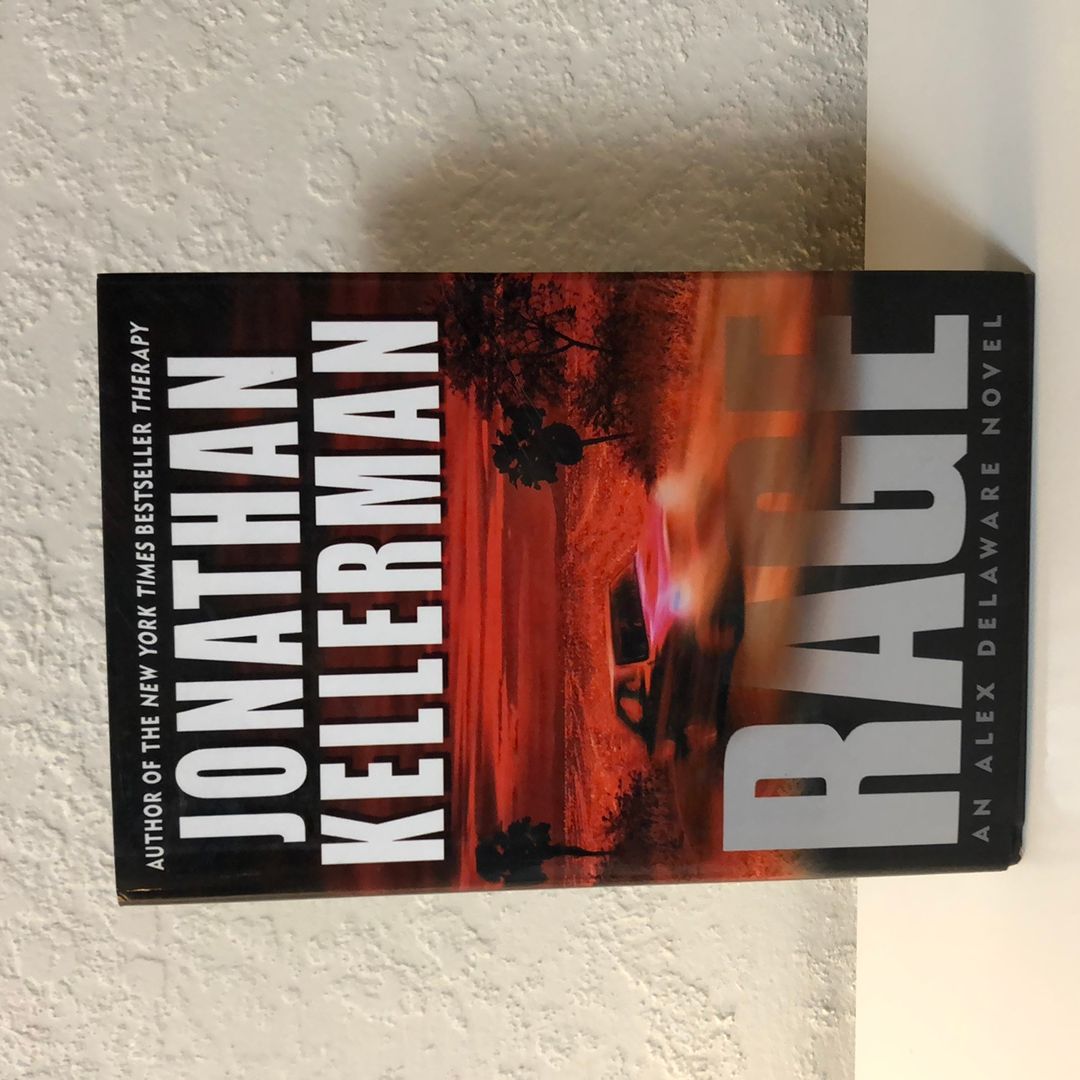 AUTHOR OF THE NEW YORK TIMES BESTSELLER THERAPY
JONATHAN
KELLERMAN
RAGE
AN ALEX DELAWARE NOVEL